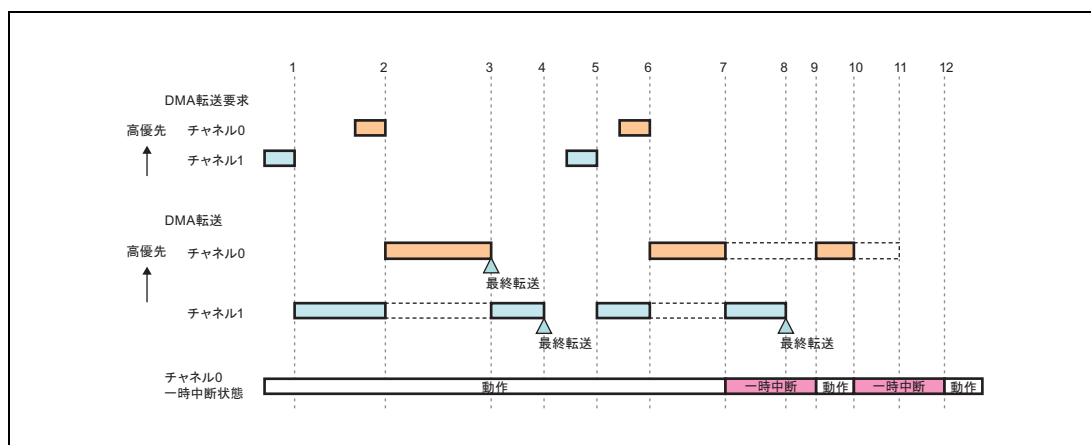 1 2 3 4 5 6 7 8 9 10 11 12
DMA転送要求
高優先 チャネル0
チャネル1
DMA転送
高優先 チャネル0
最終転送
チャネル1
最終転送 最終転送
チャネル0
一時中断状態
動作 一時中断 動作 一時中断 動作